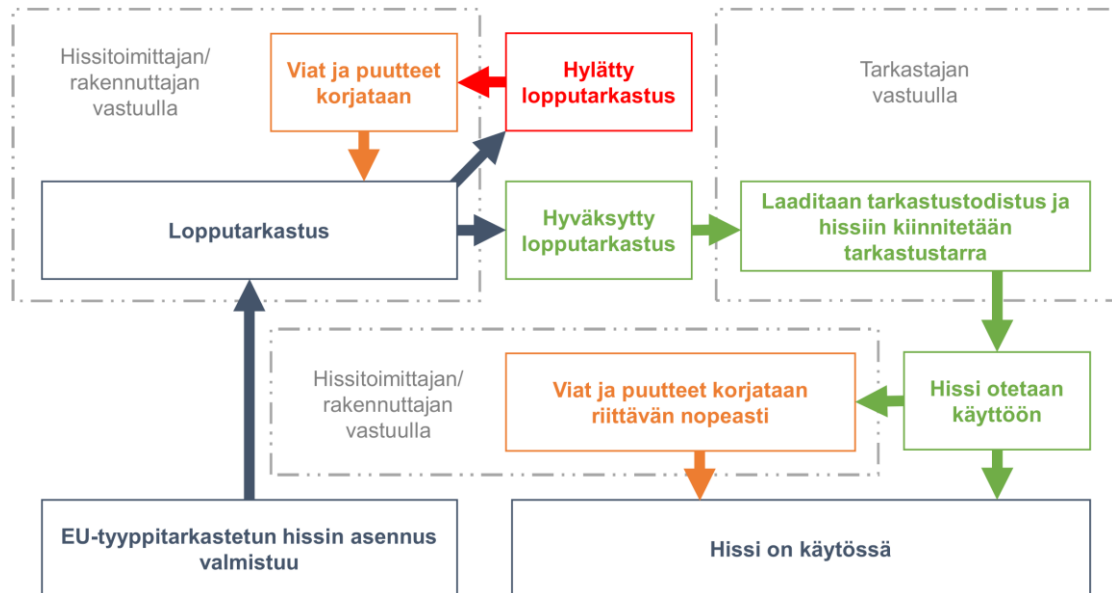 Hissitoimittajan/
rakennuttajan
vastuulla
Viat ja puutteet
korjataan
Hylätty
lopputarkastus
Tarkastajan
vastuulla
Lopputarkastus
Hyväksytty
lopputarkastus
Laaditaan tarkastustodistus ja
hissiin kiinnitetään
tarkastustarra
Hissitoimittajan/
rakennuttajan
vastuulla
Viat ja puutteet korjataan
riittävän nopeasti
Hissi otetaan
käyttöön
EU-tyyppitarkastetun hissin asennus
valmistuu
Hissi on käytössä